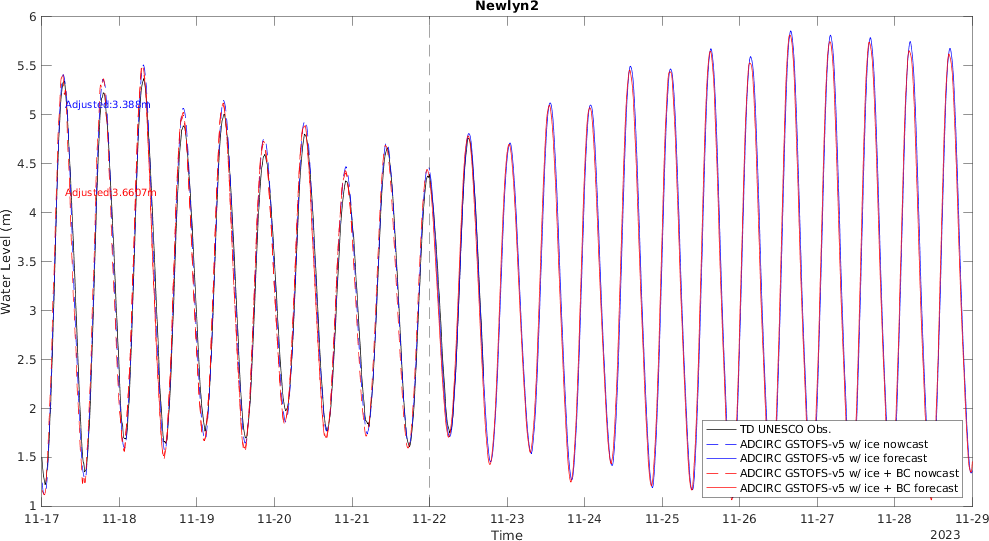 Newlyn2
6
5.5
5
4.5
4
3.5
3
2.5
2
1.5
1
Water Level (m)
Adjusted:3.388m
Adjusted:3.6607m
TD UNESCO Obs.
ADCIRC GSTOFS-v5 w/ ice nowcast
ADCIRC GSTOFS-v5 w/ ice forecast
ADCIRC GSTOFS-v5 w/ ice + BC nowcast
ADCIRC GSTOFS-v5 w/ ice + BC forecast
11-17 11-18 11-19 11-20 11-21 11-22 11-23 11-24 11-25 11-26 11-27 11-28 11-29
Time
2023